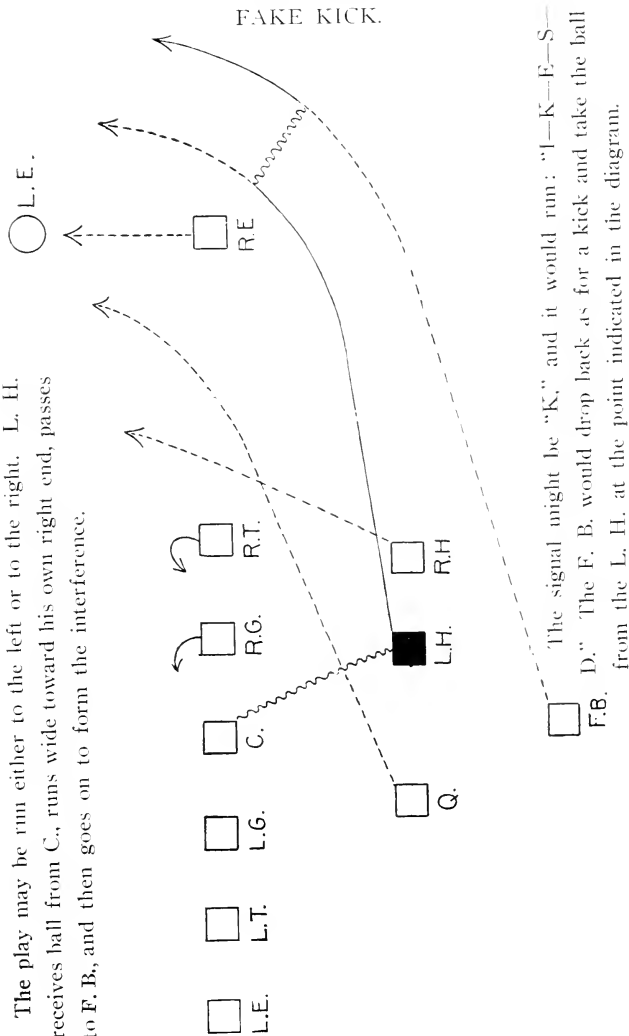 FAKE KICK.
The play may be run either to the left or to the right. L. H.
receives ball from C., runs wide toward his own right end, passes
to F. B., and then goes on to form the interference.
L.E.
L.E.
L.T.
L.G.
C.
R.G.
R.T.
R.E
Q.
L.H.
R.H
F.B.
The signal might be "K," and it would run: "I—K—E—S—
D." The F. B. would drop back as for a kick and take the ball
from the L. H. at the point indicated in the diagram.